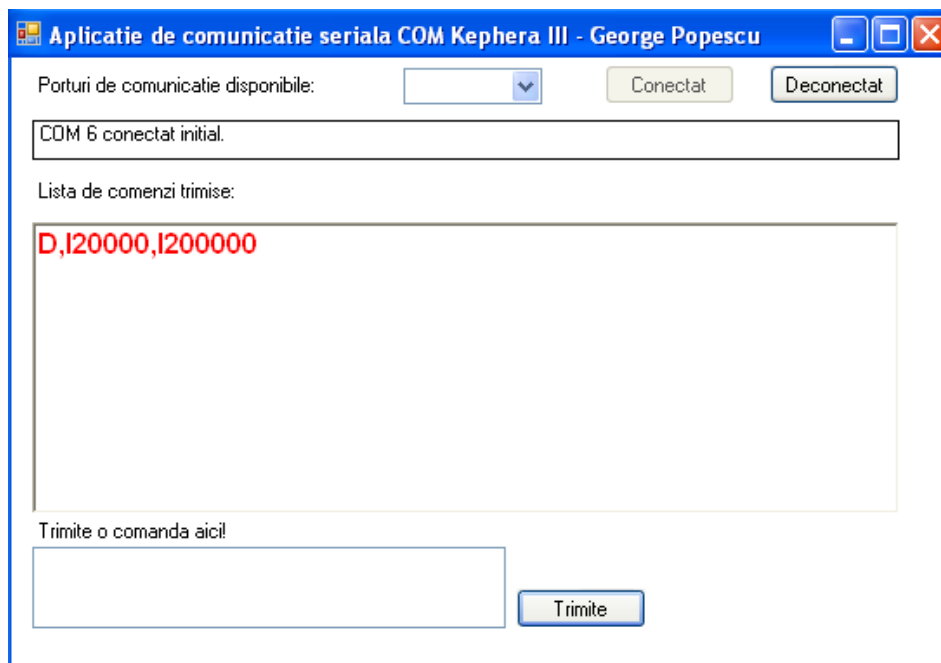 Aplicatie de comunicatie seriala COM Kephera III - George Popescu
Porturi de comunicatie disponibile:
Conectat
Deconectat
COM 6 conectat initial.
Lista de comenzi trimise:
D,I20000,I200000
Trimite o comanda aici!
Trimite